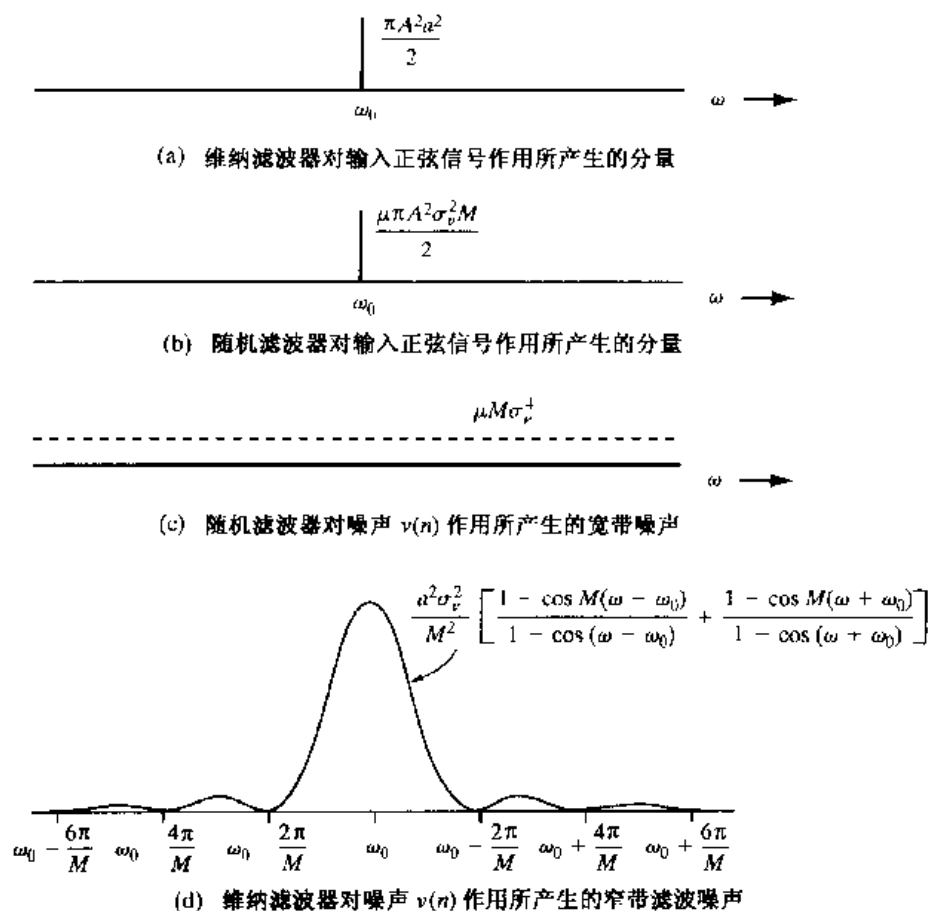 πA²a²
2
ω₀
ω
(a) 维纳滤波器对输入正弦信号作用所产生的分量
μπA²σᵥ²M
2
ω₀
ω
(b) 随机滤波器对输入正弦信号作用所产生的分量
μMσᵥ⁴
ω
(c) 随机滤波器对噪声 v(n) 作用所产生的宽带噪声
a²σᵥ² 1 − cos M(ω − ω₀) 1 − cos M(ω + ω₀)
M² [ 1 − cos (ω − ω₀) + 1 − cos (ω + ω₀) ]
6π 4π 2π 2π 4π 6π
ω₀ − M ω₀ M ω₀ M ω₀ ω₀ − M ω₀ + M ω₀ + M
(d) 维纳滤波器对噪声 v(n) 作用所产生的窄带滤波噪声